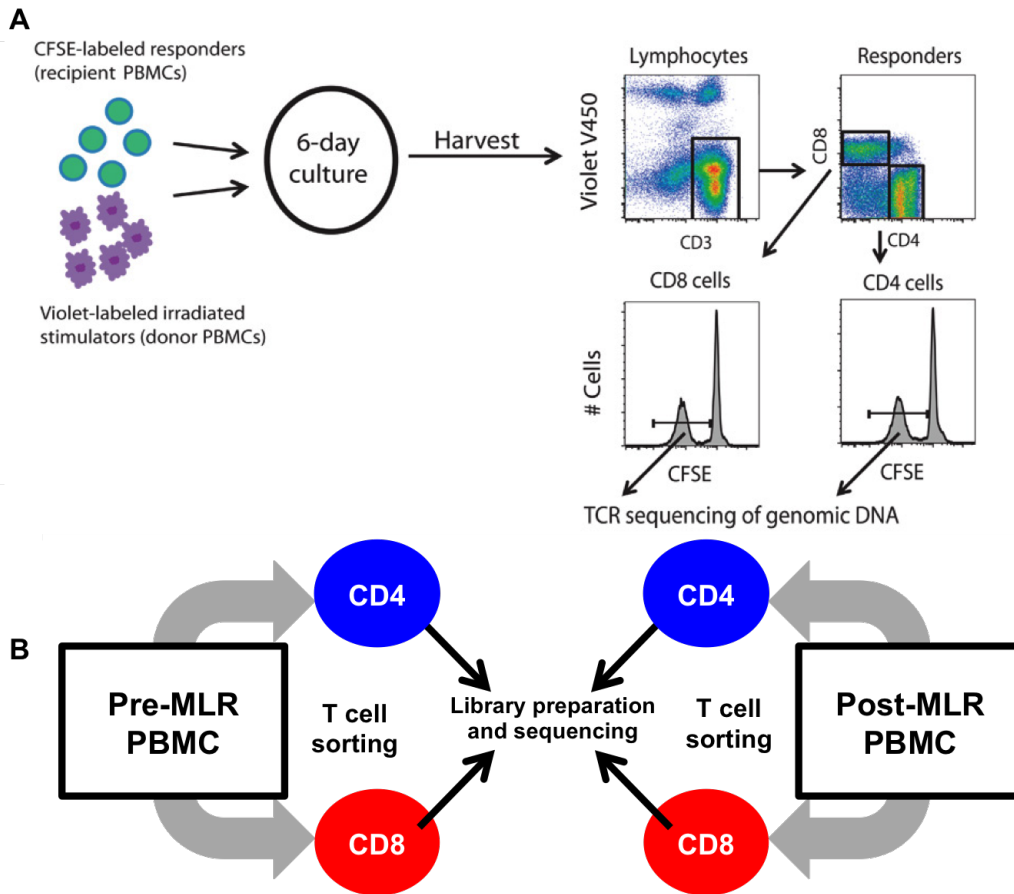 A
CFSE-labeled responders
(recipient PBMCs)
6-day
culture
Harvest
Violet-labeled irradiated
stimulators (donor PBMCs)
Lymphocytes
Responders
Violet V450
CD3
CD8
CD4
CD8 cells
CD4 cells
# Cells
CFSE
CFSE
TCR sequencing of genomic DNA
B
Pre-MLR
PBMC
CD4
T cell
sorting
CD8
Library preparation
and sequencing
CD4
T cell
sorting
CD8
Post-MLR
PBMC